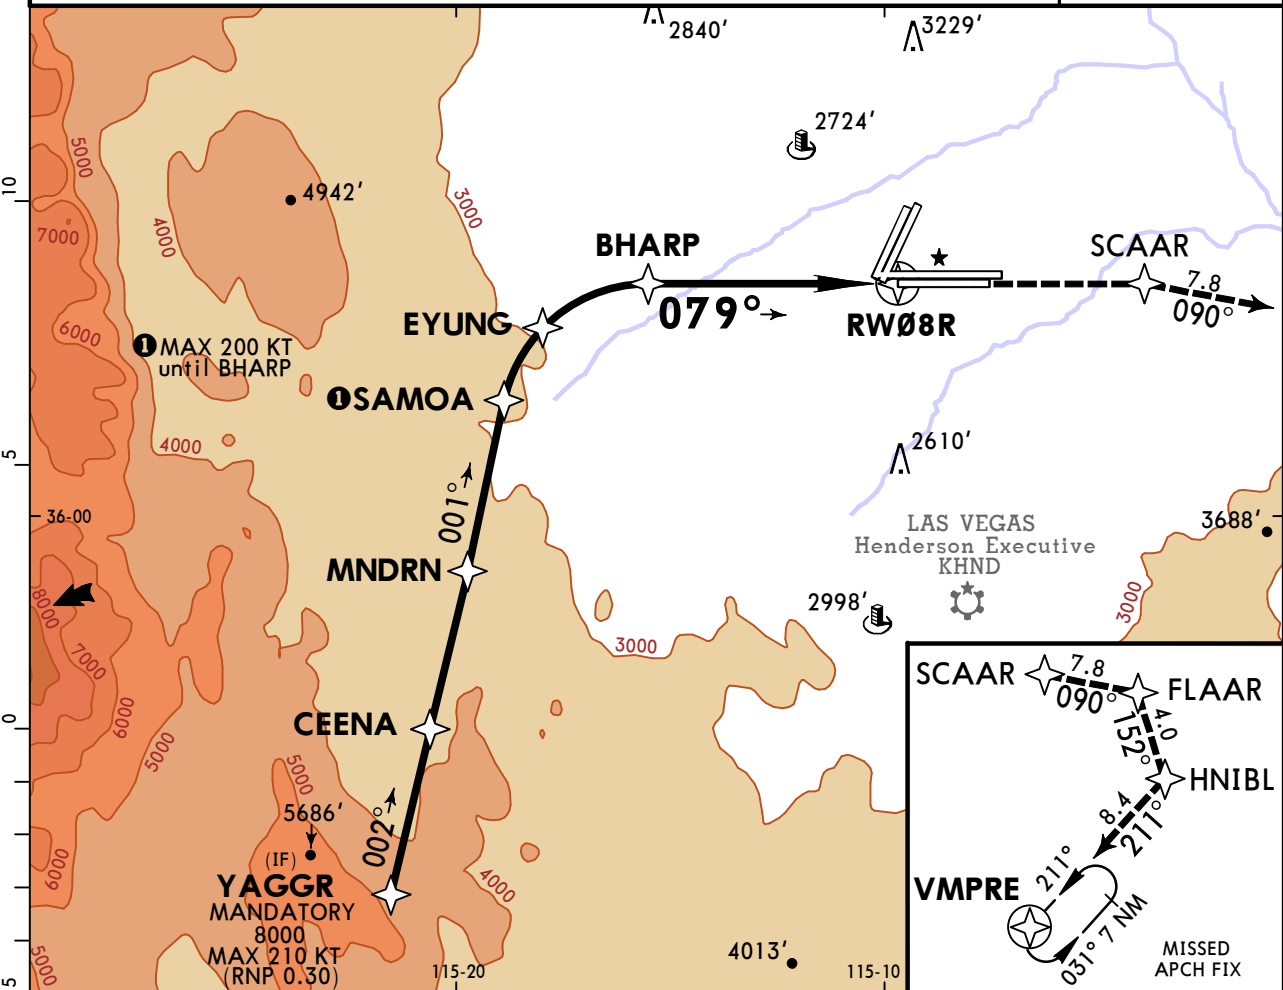 2840'
3229'
2724'
5000
10
4942'
3000
4000
7000
BHARP
SCAAR
7.8
090°
079°
RWØ8R
EYUNG
6000
1 MAX 200 KT
until BHARP
1 SAMOA
4000
5
2610'
001°
36-00
LAS VEGAS
Henderson Executive
KHND
3688'
MNDRN
8000
2998'
3000
3000
7000
6000
0
CEENA
5000
5000
5686'
002°
(IF)
YAGGR
MANDATORY
8000
MAX 210 KT
(RNP 0.30)
6000
4000
5000
5
115-20
4013'
115-10
SCAAR
7.8
090°
FLAAR
4.0
152°
HNIBL
8.4
211°
211°
VMPRE
031° 7 NM
MISSED
APCH FIX